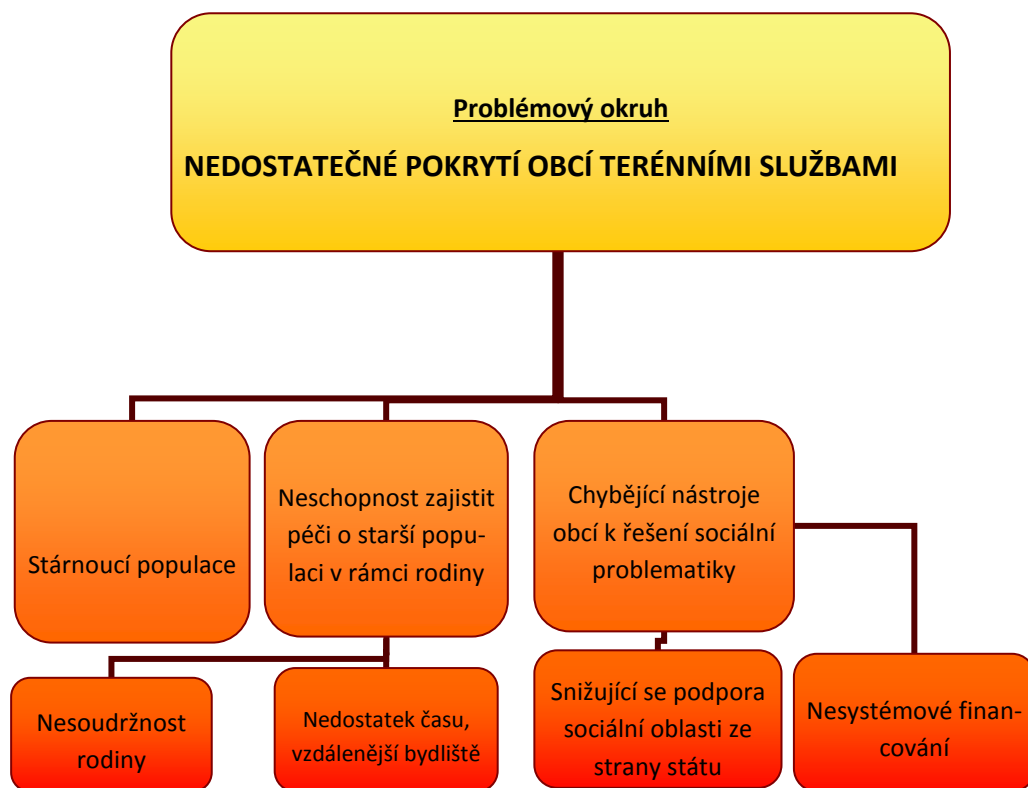 Problémový okruh
NEDOSTATEČNÉ POKRYTÍ OBCÍ TERÉNNÍMI SLUŽBAMI
Stárnoucí populace
Neschopnost zajistit
péči o starší popu-
laci v rámci rodiny
Chybějící nástroje
obcí k řešení sociální
problematiky
Nesoudržnost
rodiny
Nedostatek času,
vzdálenější bydliště
Snižující se podpora
sociální oblasti ze
strany státu
Nesystémové finan-
cování